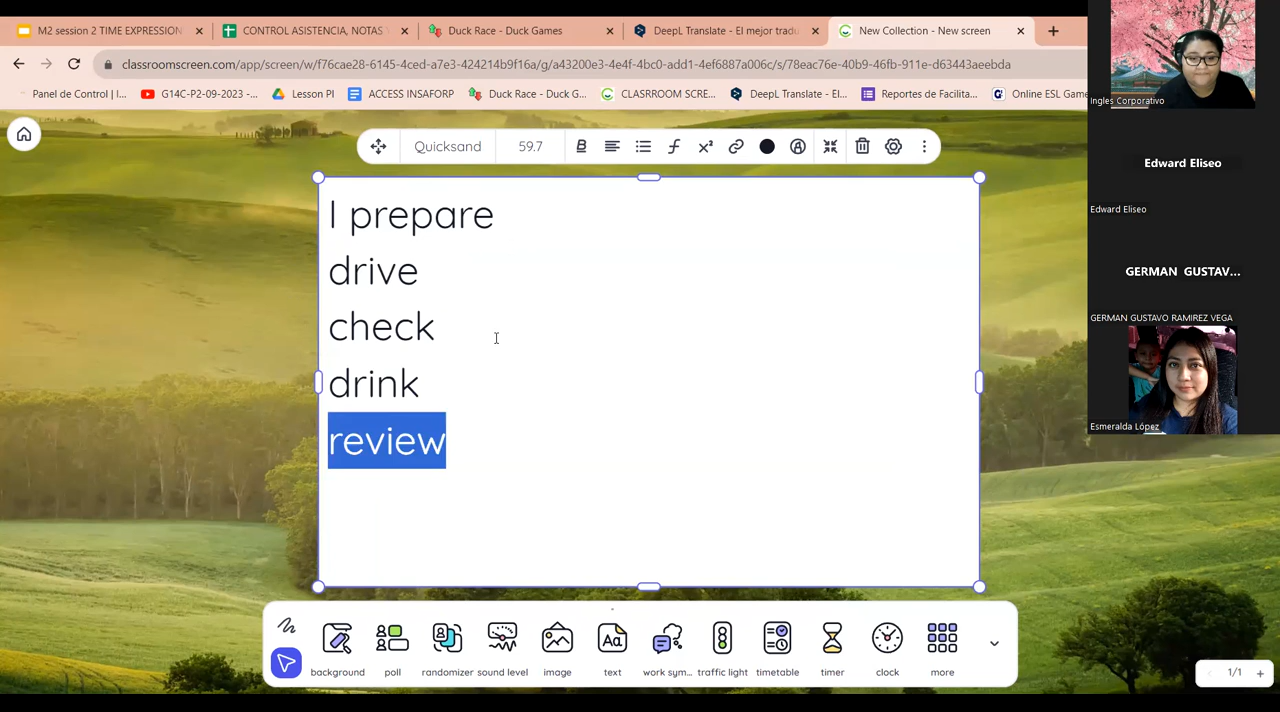 M2 session 2 TIME EXPRESSION
CONTROL ASISTENCIA, NOTAS
Duck Race - Duck Games
DeepL Translate - El mejor tradu
New Collection - New screen
classroomscreen.com/app/screen/w/f76cae28-6145-4ced-a7e3-424214b9f16a/g/a43200e3-4e4f-4bc0-add1-4ef6887a006c/s/78eac76e-40b9-46fb-911e-d63443aeebda
Panel de Control | I...
G14C-P2-09-2023 -...
Lesson Pl
ACCESS INSAFORP
Duck Race - Duck G...
CLASRROOM SCRE...
DeepL Translate - El...
Reportes de Facilita...
Online ESL Game
Quicksand
59.7
I prepare
drive
check
drink
review
background
poll
randomizer
sound level
image
text
work sym...
traffic light
timetable
timer
clock
more
1/1
Ingles Corporativo
Edward Eliseo
Edward Eliseo
GERMAN GUSTAV...
GERMAN GUSTAVO RAMIREZ VEGA
Esmeralda López